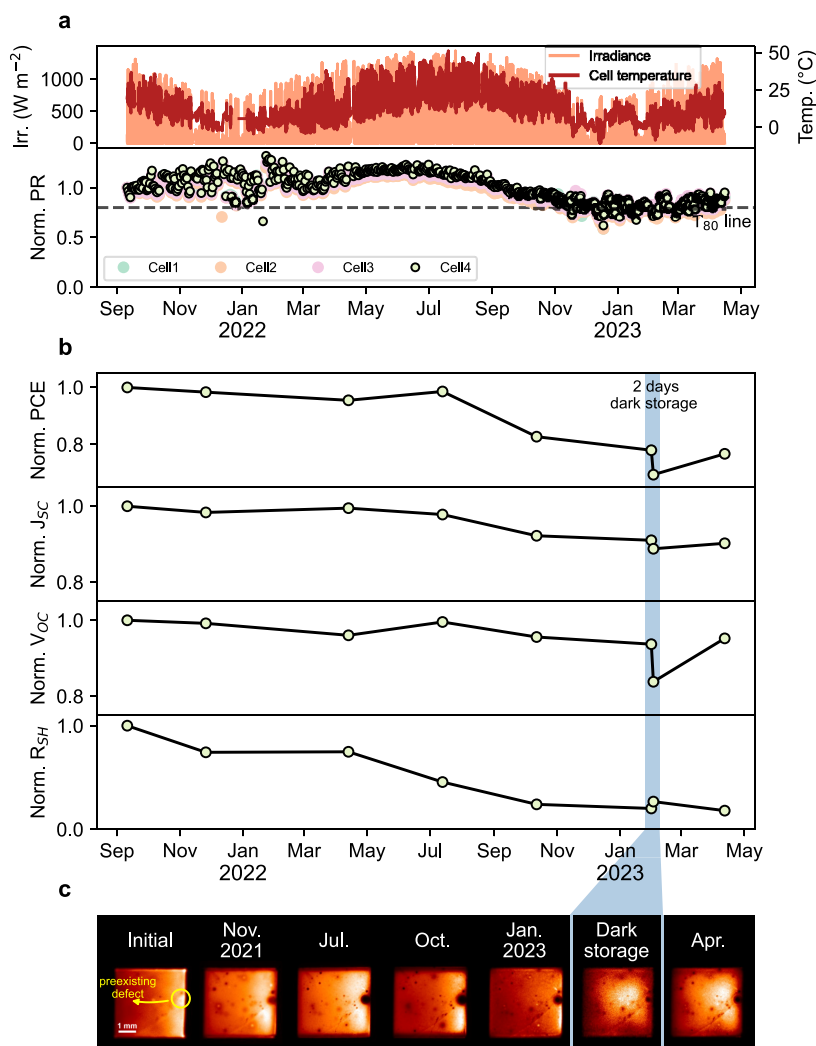 a
Irr. (W m⁻²)
1000
500
0
Irradiance
Cell temperature
50
25
0
Temp. (°C)
Norm. PR
1.0
0.5
0.0
T₈₀ line
Cell1 Cell2 Cell3 Cell4
Sep Nov Jan Mar May Jul Sep Nov Jan Mar May
2022 2023
b
Norm. PCE
1.0
0.8
2 days
dark storage
Norm. J_SC
1.0
0.8
Norm. V_OC
1.0
0.8
Norm. R_SH
1.0
0.0
Sep Nov Jan Mar May Jul Sep Nov Jan Mar May
2022 2023
c
Initial
preexisting
defect
1 mm
Nov.
2021
Jul.
Oct.
Jan.
2023
Dark
storage
Apr.